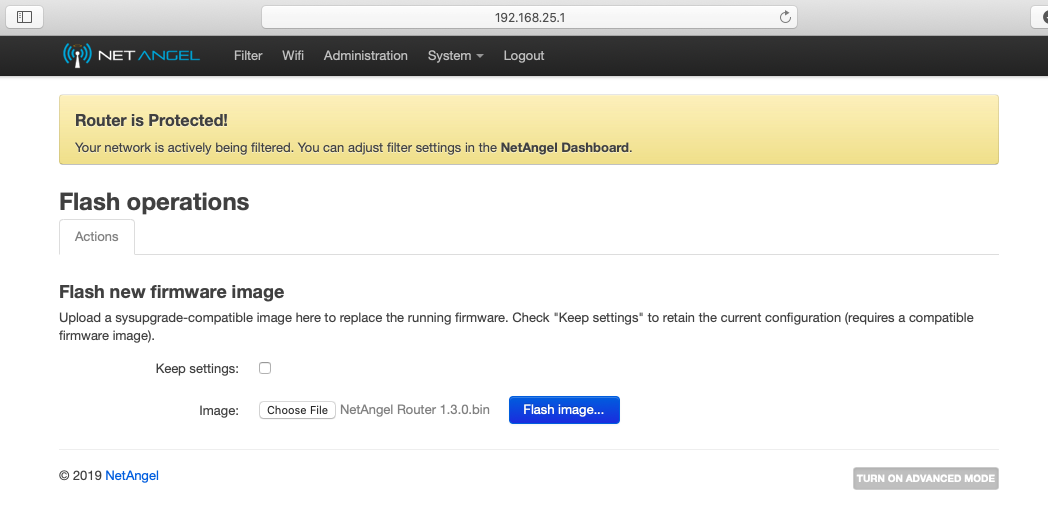 192.168.25.1
NET ANGEL Filter Wifi Administration System Logout
Router is Protected!
Your network is actively being filtered. You can adjust filter settings in the NetAngel Dashboard.
Flash operations
Actions
Flash new firmware image
Upload a sysupgrade-compatible image here to replace the running firmware. Check "Keep settings" to retain the current configuration (requires a compatible
firmware image).
Keep settings:
Image: Choose File NetAngel Router 1.3.0.bin Flash image...
© 2019 NetAngel TURN ON ADVANCED MODE